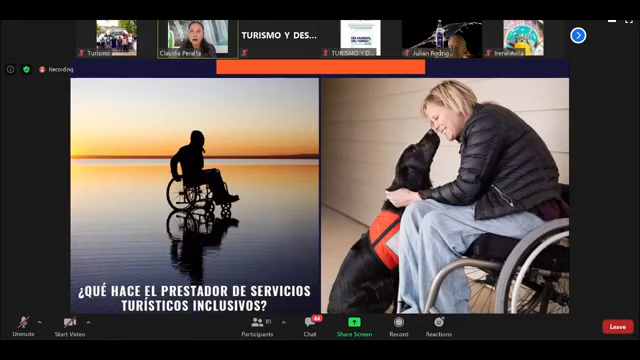 TURISMO Y DES...
Turismo
Claudia Peralta
TURISMO Y D...
Julian Rodrig...
Irene Avila
Recording
¿QUÉ HACE EL PRESTADOR DE SERVICIOS
TURÍSTICOS INCLUSIVOS?
Unmute
Start Video
81
Participants
44
Chat
Share Screen
Record
Reactions
Leave